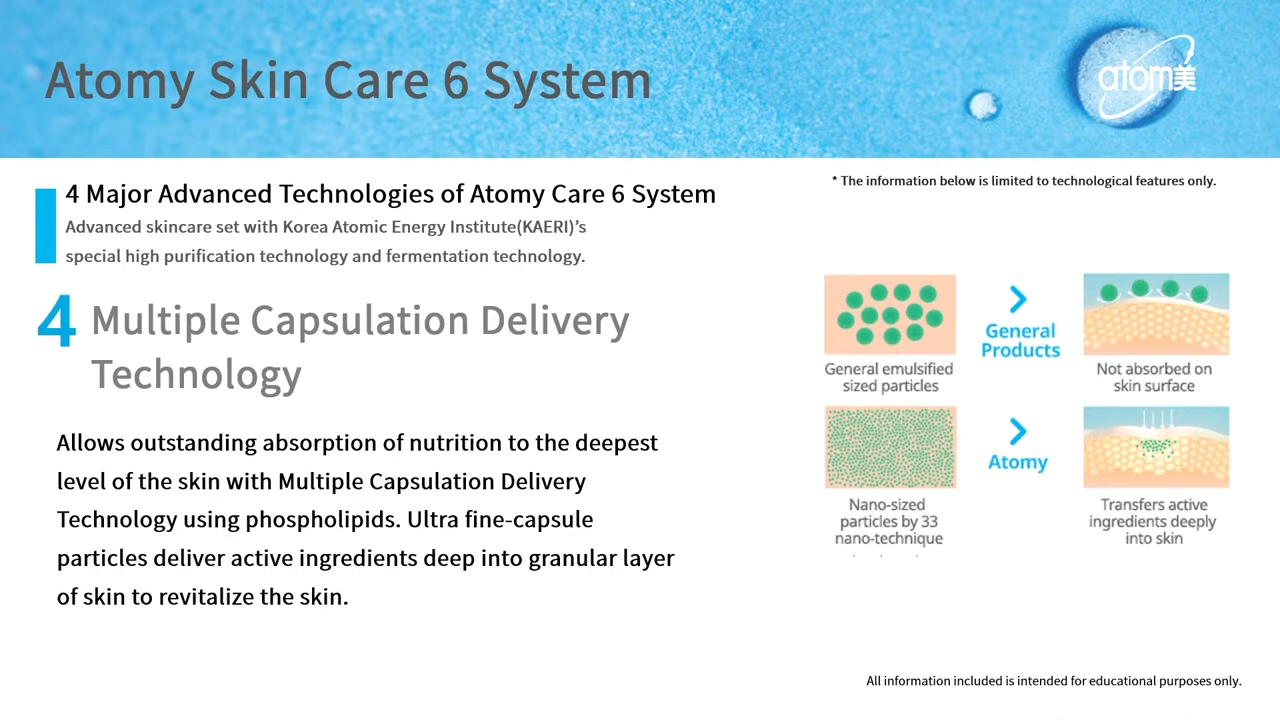 Atomy Skin Care 6 System
atom美
4 Major Advanced Technologies of Atomy Care 6 System
Advanced skincare set with Korea Atomic Energy Institute(KAERI)’s
special high purification technology and fermentation technology.
* The information below is limited to technological features only.
4 Multiple Capsulation Delivery
Technology
Allows outstanding absorption of nutrition to the deepest
level of the skin with Multiple Capsulation Delivery
Technology using phospholipids. Ultra fine-capsule
particles deliver active ingredients deep into granular layer
of skin to revitalize the skin.
General emulsified
sized particles
General
Products
Not absorbed on
skin surface
Nano-sized
particles by 33
nano-technique
Atomy
Transfers active
ingredients deeply
into skin
All information included is intended for educational purposes only.